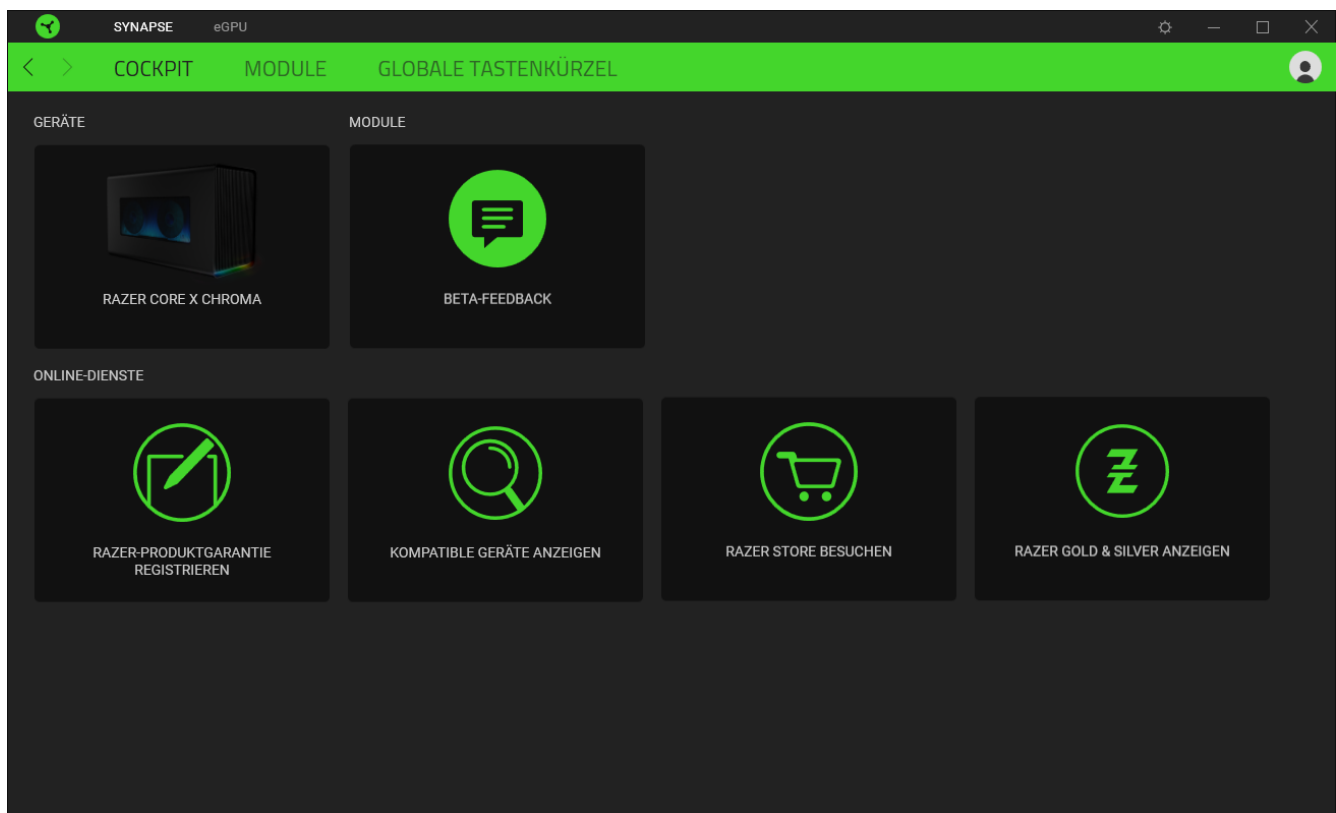 SYNAPSE eGPU
COCKPIT MODULE GLOBALE TASTENKÜRZEL
GERÄTE
MODULE
RAZER CORE X CHROMA
BETA-FEEDBACK
ONLINE-DIENSTE
RAZER-PRODUKTGARANTIE
REGISTRIEREN
KOMPATIBLE GERÄTE ANZEIGEN
RAZER STORE BESUCHEN
RAZER GOLD & SILVER ANZEIGEN